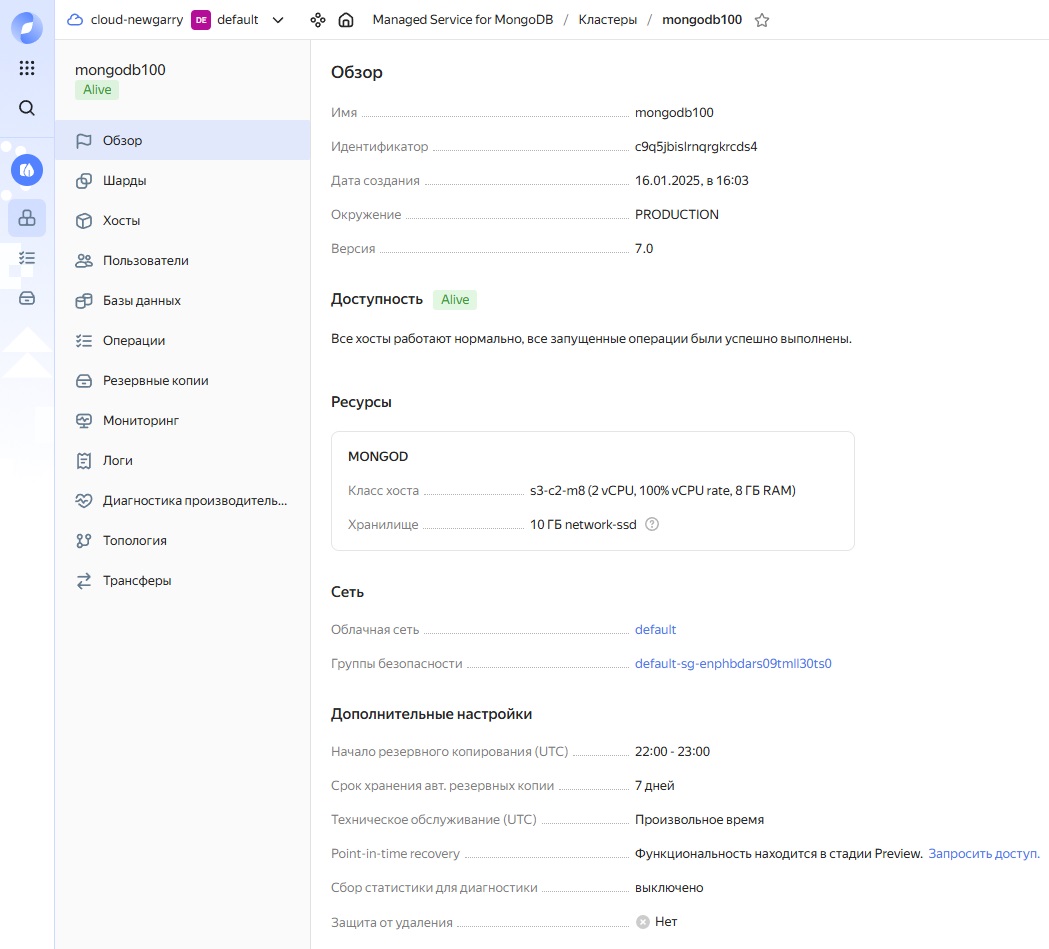 cloud-newgarry DE default Managed Service for MongoDB / Кластеры / mongodb100
mongodb100
Alive
Обзор
Шарды
Хосты
Пользователи
Базы данных
Операции
Резервные копии
Мониторинг
Логи
Диагностика производитель...
Топология
Трансферы
Обзор
Имя mongodb100
Идентификатор c9q5jbislrnqrgkrcds4
Дата создания 16.01.2025, в 16:03
Окружение PRODUCTION
Версия 7.0
Доступность Alive
Все хосты работают нормально, все запущенные операции были успешно выполнены.
Ресурсы
MONGOD
Класс хоста s3-c2-m8 (2 vCPU, 100% vCPU rate, 8 ГБ RAM)
Хранилище 10 ГБ network-ssd
Сеть
Облачная сеть default
Группы безопасности default-sg-enphbdars09tmll30ts0
Дополнительные настройки
Начало резервного копирования (UTC) 22:00 - 23:00
Срок хранения авт. резервных копии 7 дней
Техническое обслуживание (UTC) Произвольное время
Point-in-time recovery Функциональность находится в стадии Preview. Запросить доступ.
Сбор статистики для диагностики выключено
Защита от удаления Нет